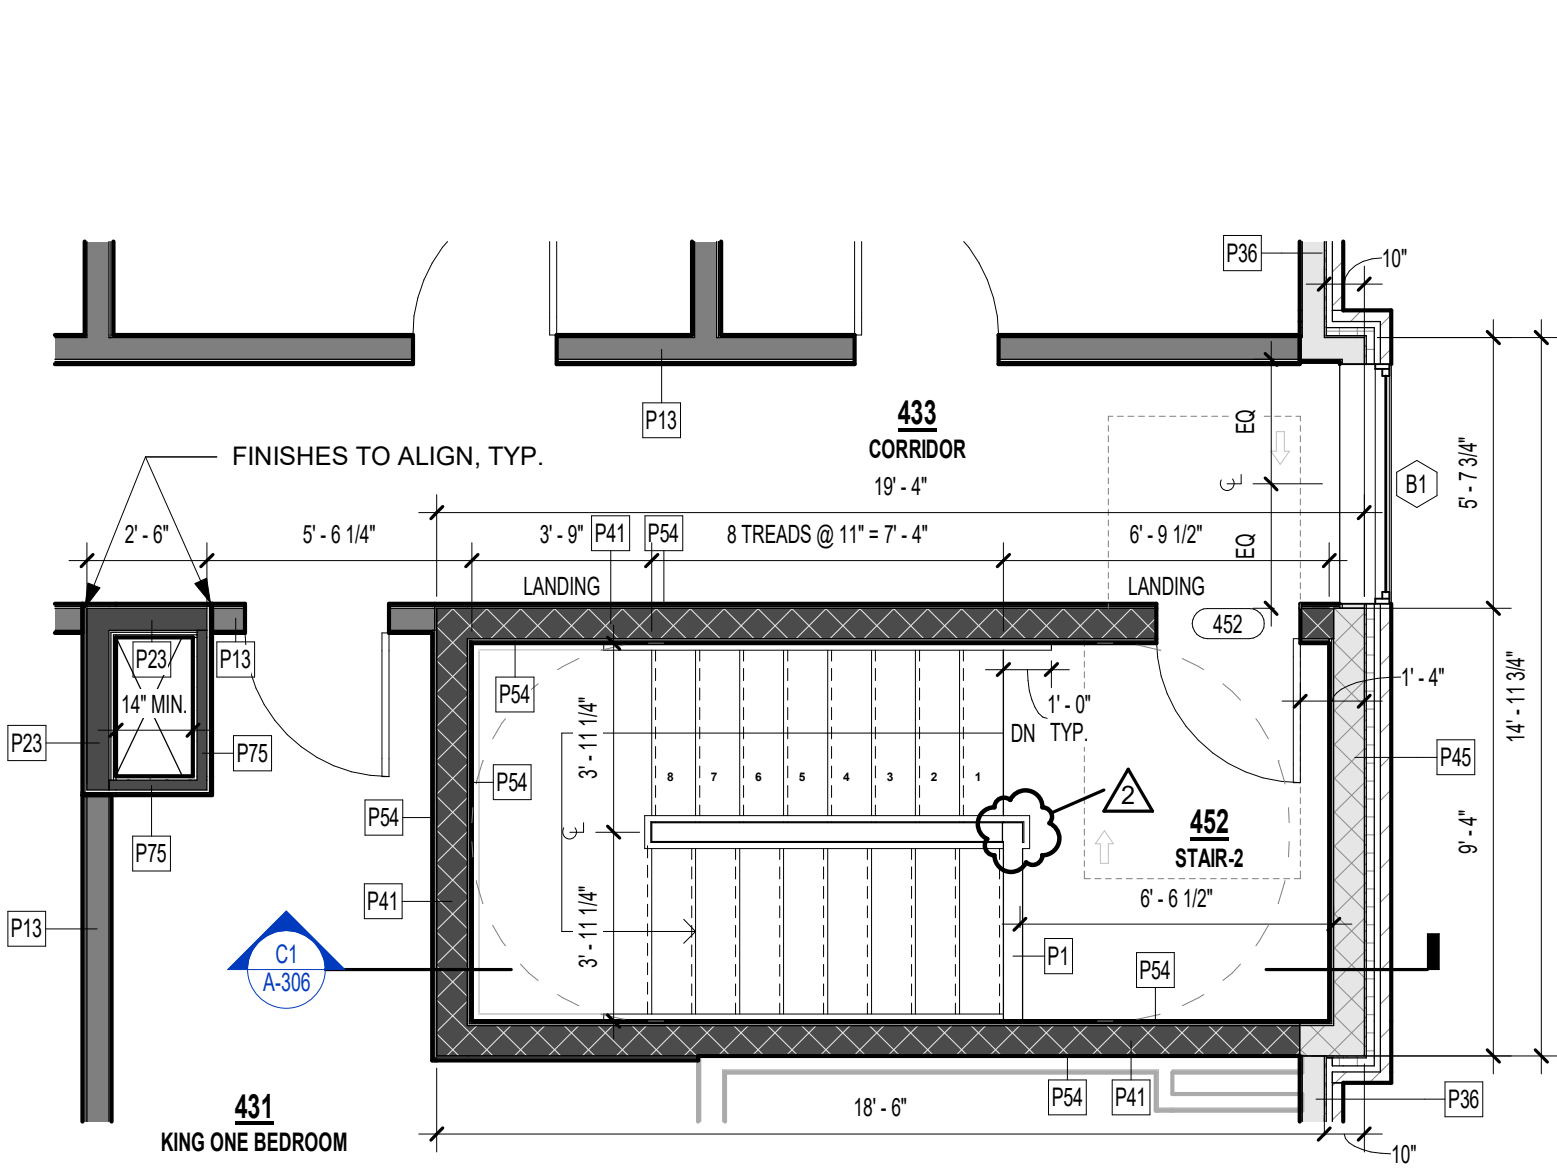 P36
10"
P13
433
CORRIDOR
EQ
5' - 7 3/4"
B1
FINISHES TO ALIGN, TYP.
19' - 4"
2' - 6"
5' - 6 1/4"
3' - 9"
P41
P54
8 TREADS @ 11" = 7' - 4"
6' - 9 1/2"
EQ
℄
LANDING
LANDING
452
P23
P13
14" MIN.
P54
3' - 11 1/4"
1' - 0"
TYP.
DN
1' - 4"
14' - 11 3/4"
P23
P75
P54
8 7 6 5 4 3 2 1
P45
2
P54
℄
452
STAIR-2
9' - 4"
P75
P41
3' - 11 1/4"
6' - 6 1/2"
P13
C1
A-306
P1
P54
431
KING ONE BEDROOM
18' - 6"
P54
P41
P36
10"
℄